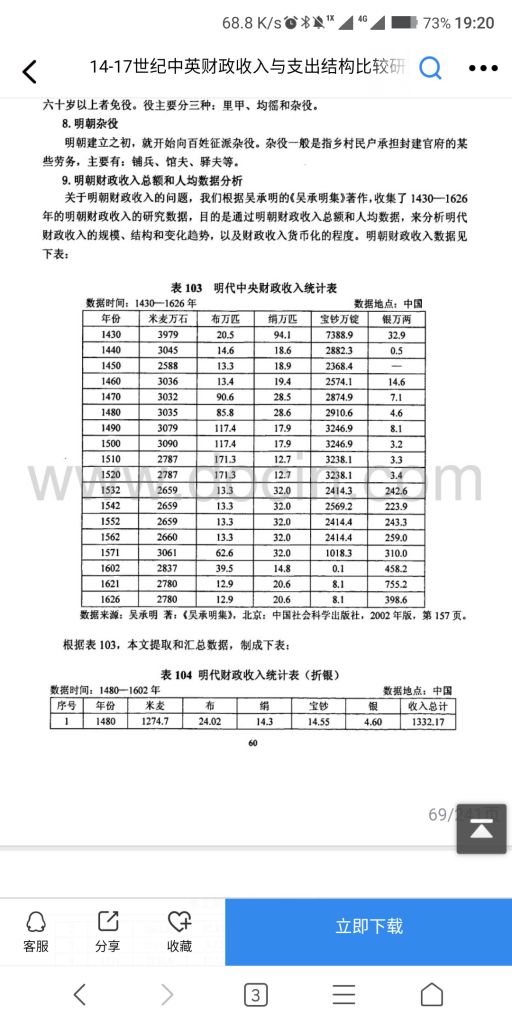 68.8 K/s 1X 4G 73% 19:20
14-17世纪中英财政收入与支出结构比较研
六十岁以上者免役。役主要分三种：里甲、均徭和杂役。
8. 明朝杂役
明朝建立之初，就开始向百姓征派杂役。杂役一般是指乡村民户承担封建官府的某
些劳务，主要有：铺兵、馆夫、驿夫等。
9. 明朝财政收入总额和人均数据分析
关于明朝财政收入的问题，我们根据吴承明的《吴承明集》著作，收集了 1430—1626
年的明朝财政收入的研究数据，目的是通过明朝财政收入总额和人均数据，来分析明代
财政收入的规模、结构和变化趋势，以及财政收入货币化的程度。明朝财政收入数据见
下表：
表 103 明代中央财政收入统计表
数据时间：1430—1626 年 数据地点：中国
年份 米麦万石 布万匹 绢万匹 宝钞万锭 银万两
1430 3979 20.5 94.1 7388.9 32.9
1440 3045 14.6 18.6 2882.3 0.5
1450 2588 13.3 18.9 2368.4 —
1460 3036 13.4 19.4 2574.1 14.6
1470 3032 90.6 28.5 2874.9 7.1
1480 3035 85.8 28.6 2910.6 4.6
1490 3079 117.4 17.9 3246.9 8.1
1500 3090 117.4 17.9 3246.9 3.2
1510 2787 171.3 12.7 3238.1 3.3
1520 2787 171.3 12.7 3238.1 3.4
1532 2659 13.3 32.0 2414.3 242.6
1542 2659 13.3 32.0 2569.2 223.9
1552 2659 13.3 32.0 2414.4 243.3
1562 2660 13.3 32.0 2414.4 259.0
1571 3061 62.6 32.0 1018.3 310.0
1602 2837 39.5 14.8 0.1 458.2
1621 2780 12.9 20.6 8.1 755.2
1626 2780 12.9 20.6 8.1 398.6
www.docin.com
数据来源：吴承明 著：《吴承明集》，北京：中国社会科学出版社，2002 年版，第 157 页。
根据表 103，本文提取和汇总数据，制成下表：
表 104 明代财政收入统计表（折银）
数据时间：1480—1602 年 数据地点：中国
序号 年份 米麦 布 绢 宝钞 银 收入总计
1 1480 1274.7 24.02 14.3 14.55 4.60 1332.17
60
69/241页
客服 分享 收藏 立即下载
3